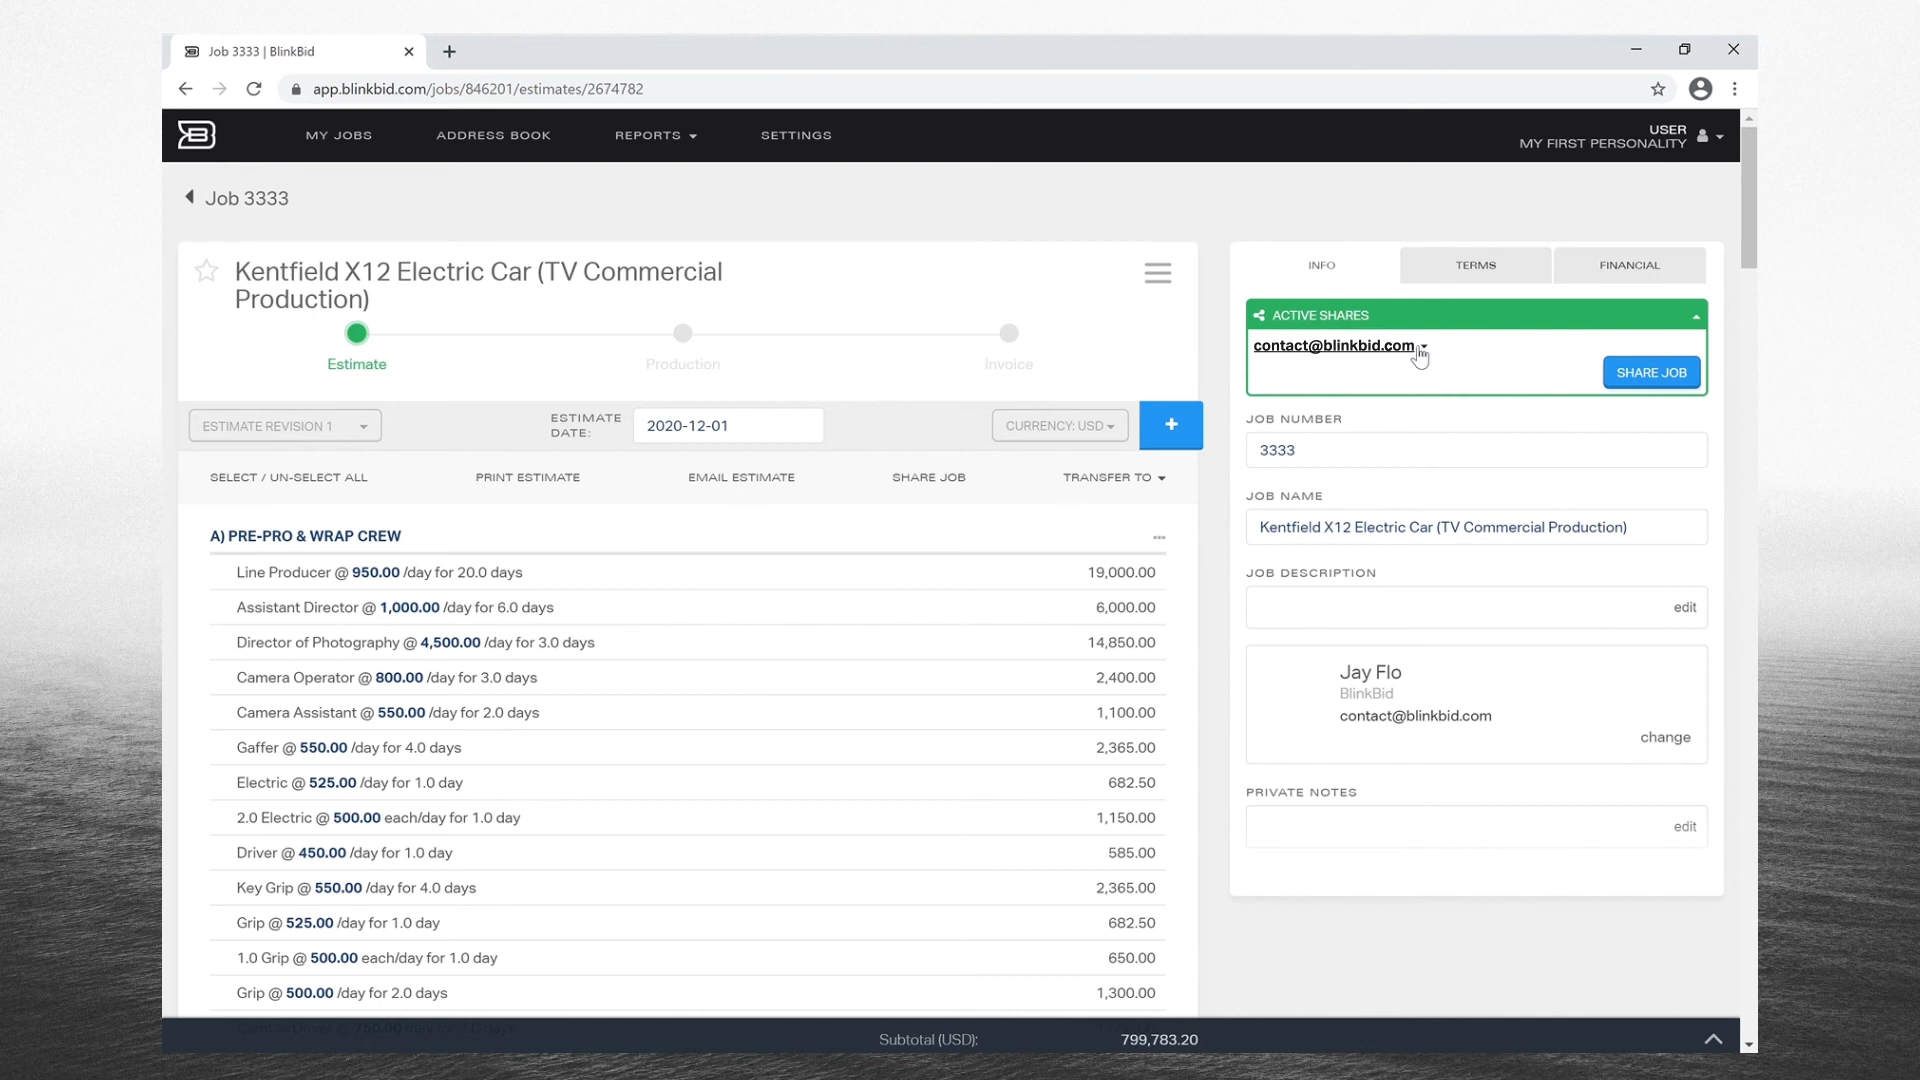 Job 3333 | BlinkBid
app.blinkbid.com/jobs/846201/estimates/2674782
MY JOBS
ADDRESS BOOK
REPORTS
SETTINGS
USER
MY FIRST PERSONALITY
Job 3333
Kentfield X12 Electric Car (TV Commercial
Production)
Estimate
Production
Invoice
ESTIMATE REVISION 1
ESTIMATE
DATE:
2020-12-01
CURRENCY: USD
+
SELECT / UN-SELECT ALL
PRINT ESTIMATE
EMAIL ESTIMATE
SHARE JOB
TRANSFER TO
A) PRE-PRO & WRAP CREW
Line Producer @ 950.00 /day for 20.0 days 19,000.00
Assistant Director @ 1,000.00 /day for 6.0 days 6,000.00
Director of Photography @ 4,500.00 /day for 3.0 days 14,850.00
Camera Operator @ 800.00 /day for 3.0 days 2,400.00
Camera Assistant @ 550.00 /day for 2.0 days 1,100.00
Gaffer @ 550.00 /day for 4.0 days 2,365.00
Electric @ 525.00 /day for 1.0 day 682.50
2.0 Electric @ 500.00 each/day for 1.0 day 1,150.00
Driver @ 450.00 /day for 1.0 day 585.00
Key Grip @ 550.00 /day for 4.0 days 2,365.00
Grip @ 525.00 /day for 1.0 day 682.50
1.0 Grip @ 500.00 each/day for 1.0 day 650.00
Grip @ 500.00 /day for 2.0 days 1,300.00
Subtotal (USD): 799,783.20
INFO
TERMS
FINANCIAL
ACTIVE SHARES
contact@blinkbid.com
SHARE JOB
JOB NUMBER
3333
JOB NAME
Kentfield X12 Electric Car (TV Commercial Production)
JOB DESCRIPTION
edit
Jay Flo
BlinkBid
contact@blinkbid.com
change
PRIVATE NOTES
edit